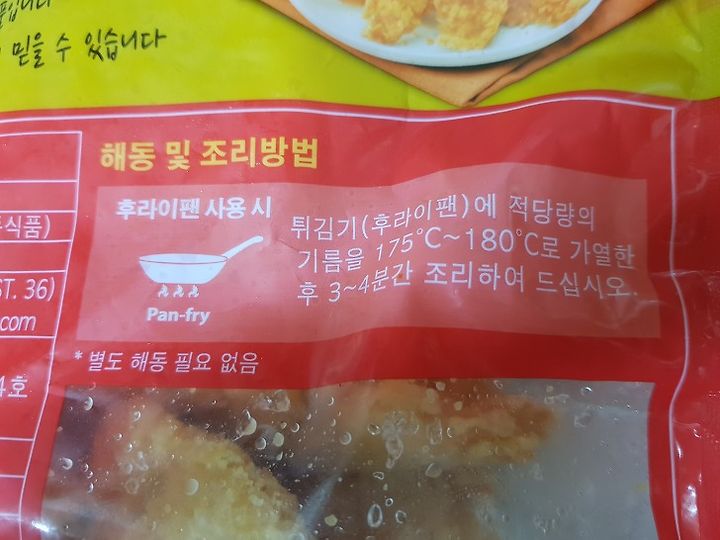 믿을 수 있습니다
해동 및 조리방법
후라이팬 사용 시
Pan-fry
튀김기(후라이팬)에 적당량의
기름을 175°C~180°C로 가열한
후 3~4분간 조리하여 드십시오.
* 별도 해동 필요 없음
식품)
ST. 36)
.com
4호